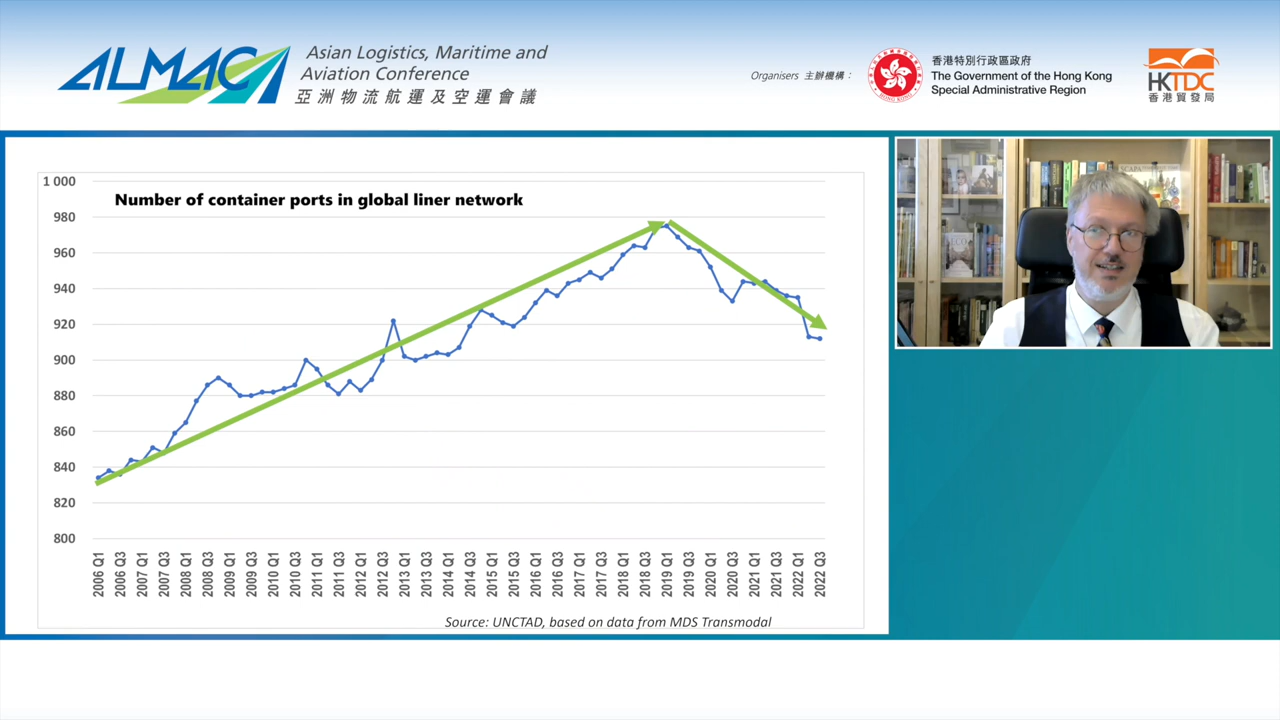 ALMAC
Asian Logistics, Maritime and
Aviation Conference
亞洲物流航運及空運會議
Organisers 主辦機構：
HONG KONG
香港特別行政區政府
The Government of the Hong Kong
Special Administrative Region
HKTDC
香港貿發局
Number of container ports in global liner network
1 000
980
960
940
920
900
880
860
840
820
800
2006 Q1
2006 Q3
2007 Q1
2007 Q3
2008 Q1
2008 Q3
2009 Q1
2009 Q3
2010 Q1
2010 Q3
2011 Q1
2011 Q3
2012 Q1
2012 Q3
2013 Q1
2013 Q3
2014 Q1
2014 Q3
2015 Q1
2015 Q3
2016 Q1
2016 Q3
2017 Q1
2017 Q3
2018 Q1
2018 Q3
2019 Q1
2019 Q3
2020 Q1
2020 Q3
2021 Q1
2021 Q3
2022 Q1
2022 Q3
Source: UNCTAD, based on data from MDS Transmodal
SCAPA